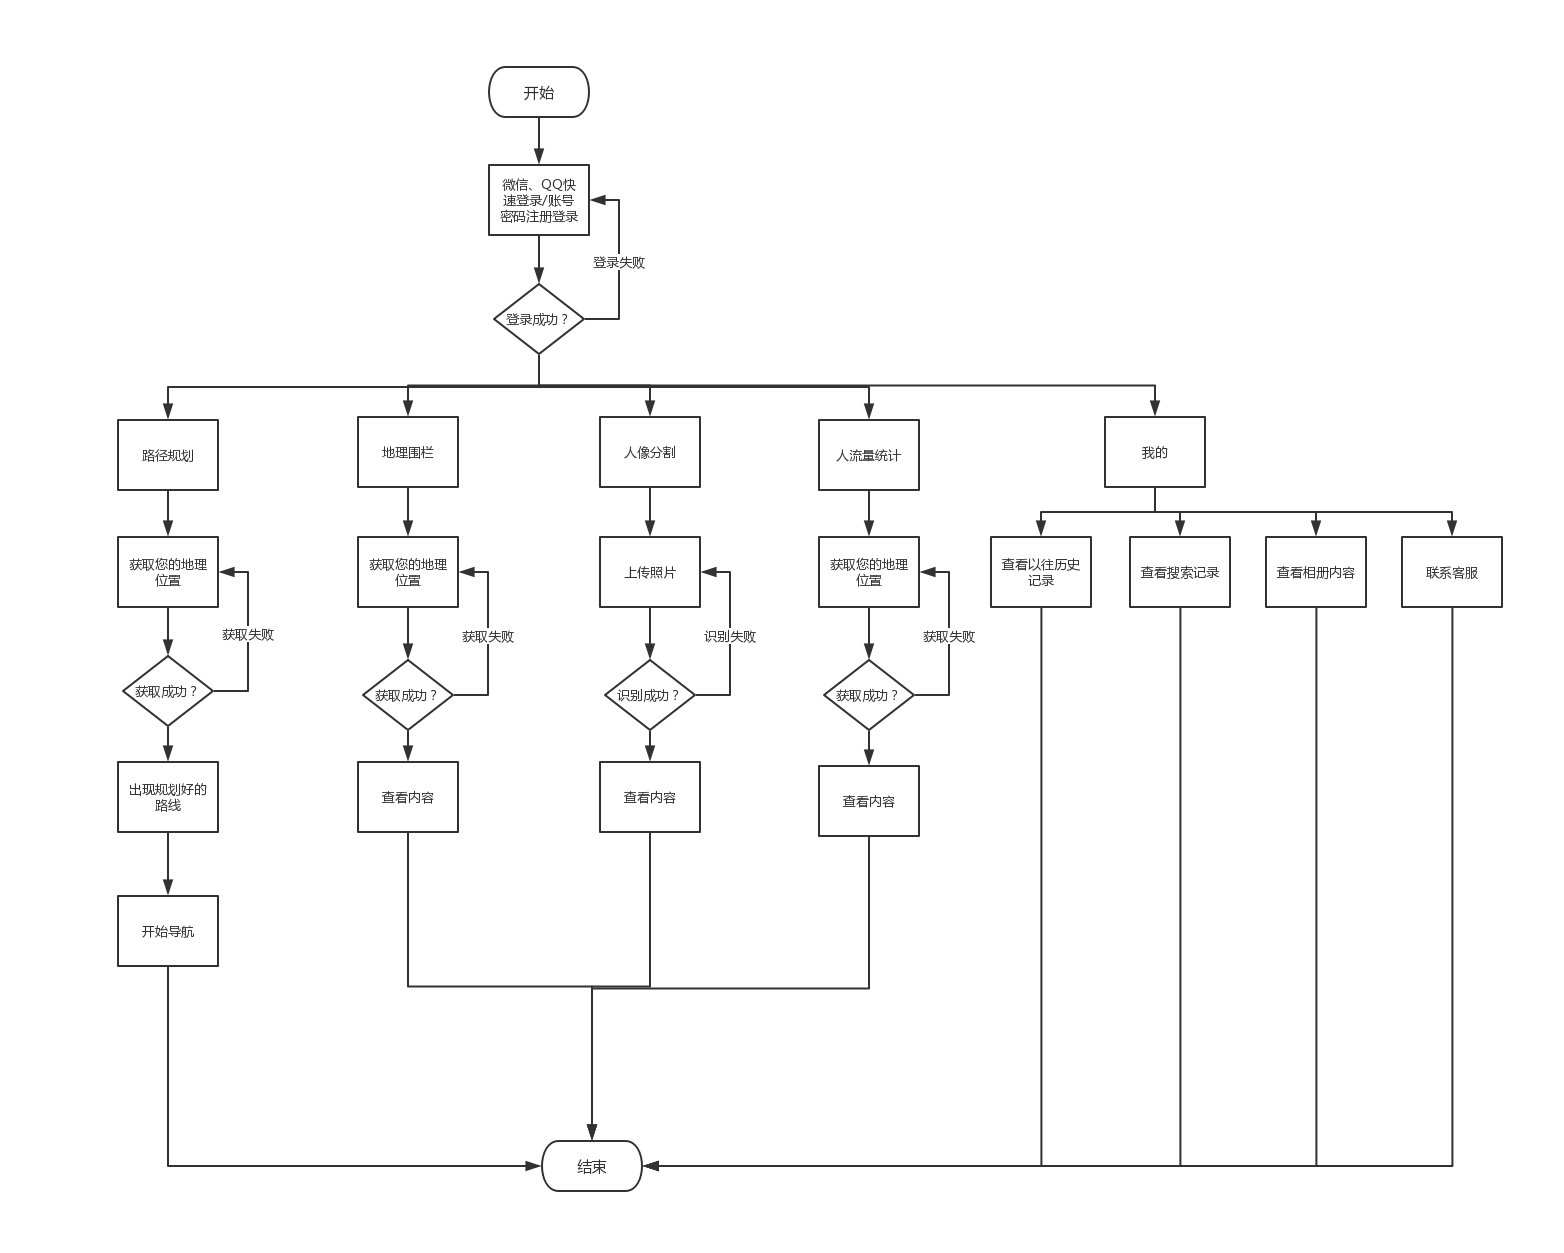 开始
微信、QQ快
速登录/账号
密码注册登录
登录失败
登录成功？
路径规划
地理围栏
人像分割
人流量统计
我的
获取您的地理
位置
获取您的地理
位置
上传照片
获取您的地理
位置
查看以往历史
记录
查看搜索记录
查看相册内容
联系客服
获取失败
获取失败
识别失败
获取失败
获取成功？
获取成功？
识别成功？
获取成功？
出现规划好的
路线
查看内容
查看内容
查看内容
开始导航
结束